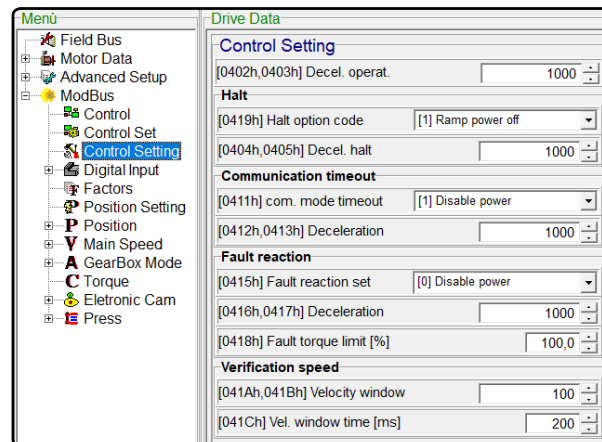 Menù
Field Bus
Motor Data
Advanced Setup
ModBus
Control
Control Set
Control Setting
Digital Input
Factors
Position Setting
Position
Main Speed
GearBox Mode
Torque
Eletronic Cam
Press
Drive Data
Control Setting
[0402h,0403h] Decel. operat. 1000
Halt
[0419h] Halt option code [1] Ramp power off
[0404h,0405h] Decel. halt 1000
Communication timeout
[0411h] com. mode timeout [1] Disable power
[0412h,0413h] Deceleration 1000
Fault reaction
[0415h] Fault reaction set [0] Disable power
[0416h,0417h] Deceleration 1000
[0418h] Fault torque limit [%] 100,0
Verification speed
[041Ah,041Bh] Velocity window 100
[041Ch] Vel. window time [ms] 200